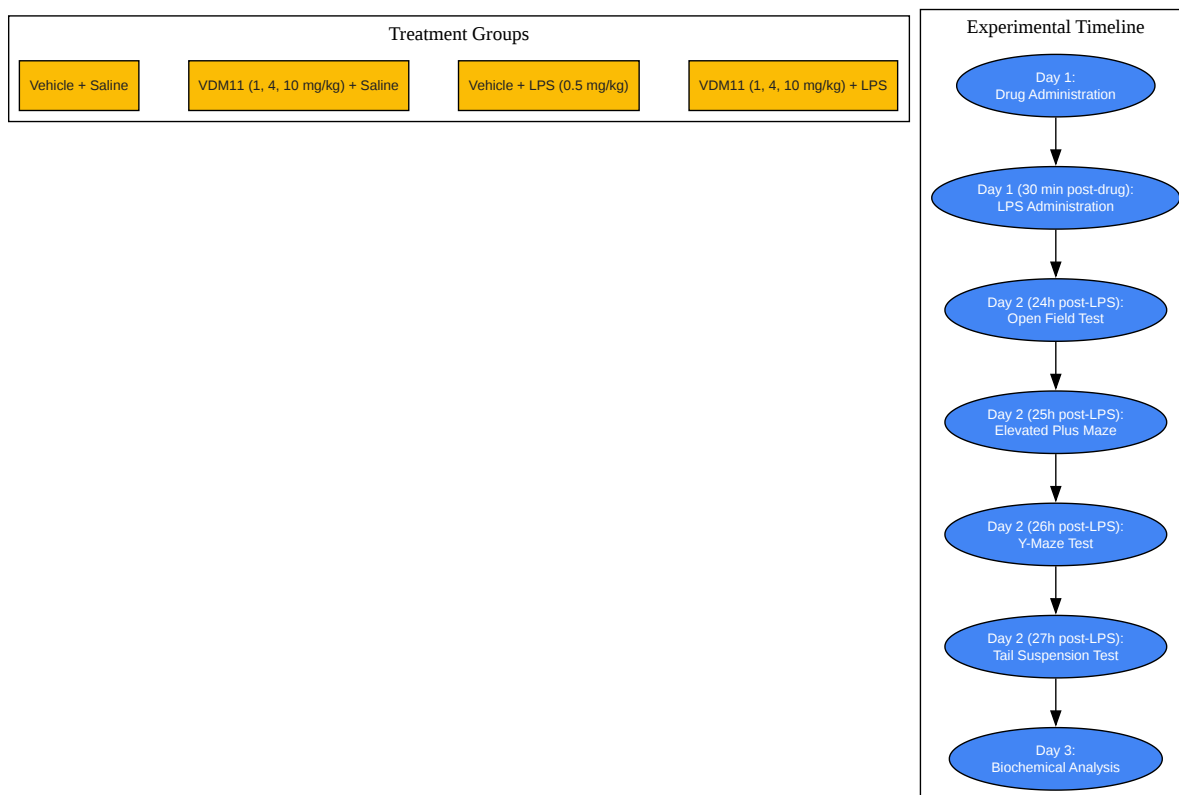 Treatment Groups
Vehicle + Saline
VDM11 (1, 4, 10 mg/kg) + Saline
Vehicle + LPS (0.5 mg/kg)
VDM11 (1, 4, 10 mg/kg) + LPS
Experimental Timeline
Day 1:
Drug Administration
Day 1 (30 min post-drug):
LPS Administration
Day 2 (24h post-LPS):
Open Field Test
Day 2 (25h post-LPS):
Elevated Plus Maze
Day 2 (26h post-LPS):
Y-Maze Test
Day 2 (27h post-LPS):
Tail Suspension Test
Day 3:
Biochemical Analysis